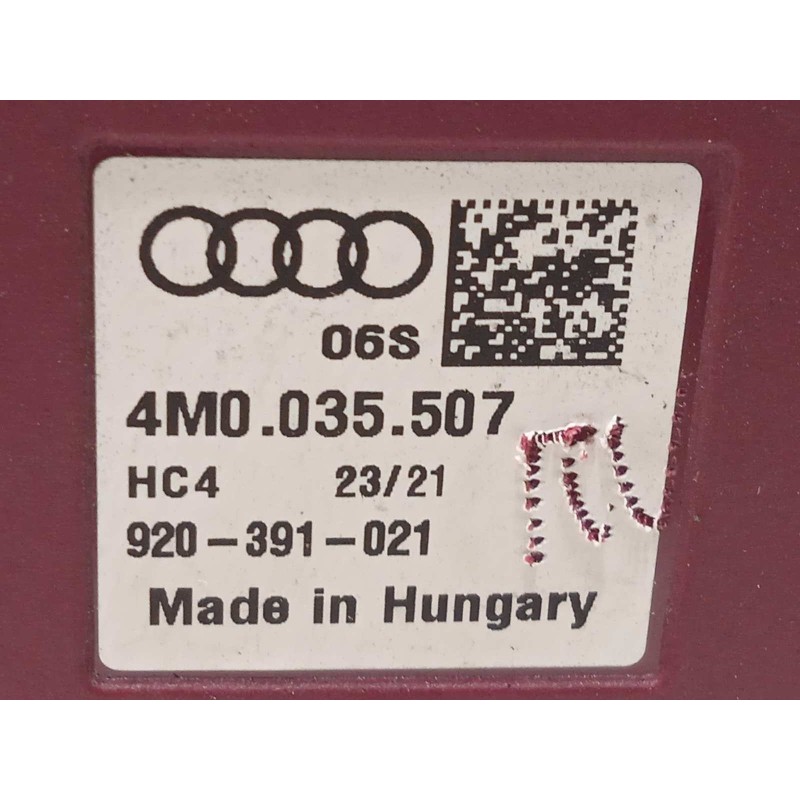 06S
4M0.035.507
HC4 23/21
920-391-021
Made in Hungary